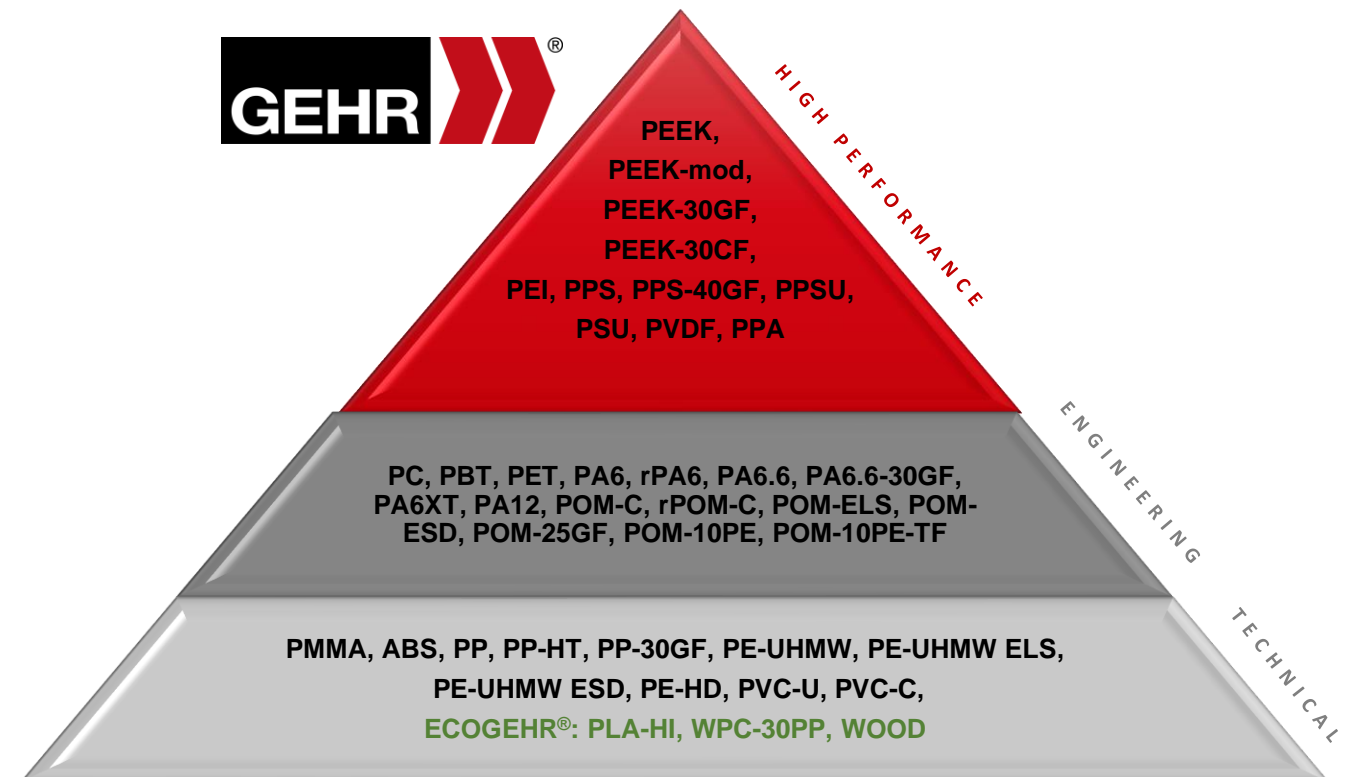 GEHR®
HIGH PERFORMANCE
PEEK,
PEEK-mod,
PEEK-30GF,
PEEK-30CF,
PEI, PPS, PPS-40GF, PPSU,
PSU, PVDF, PPA
ENGINEERING
PC, PBT, PET, PA6, rPA6, PA6.6, PA6.6-30GF,
PA6XT, PA12, POM-C, rPOM-C, POM-ELS, POM-
ESD, POM-25GF, POM-10PE, POM-10PE-TF
TECHNICAL
PMMA, ABS, PP, PP-HT, PP-30GF, PE-UHMW, PE-UHMW ELS,
PE-UHMW ESD, PE-HD, PVC-U, PVC-C,
ECOGEHR®: PLA-HI, WPC-30PP, WOOD